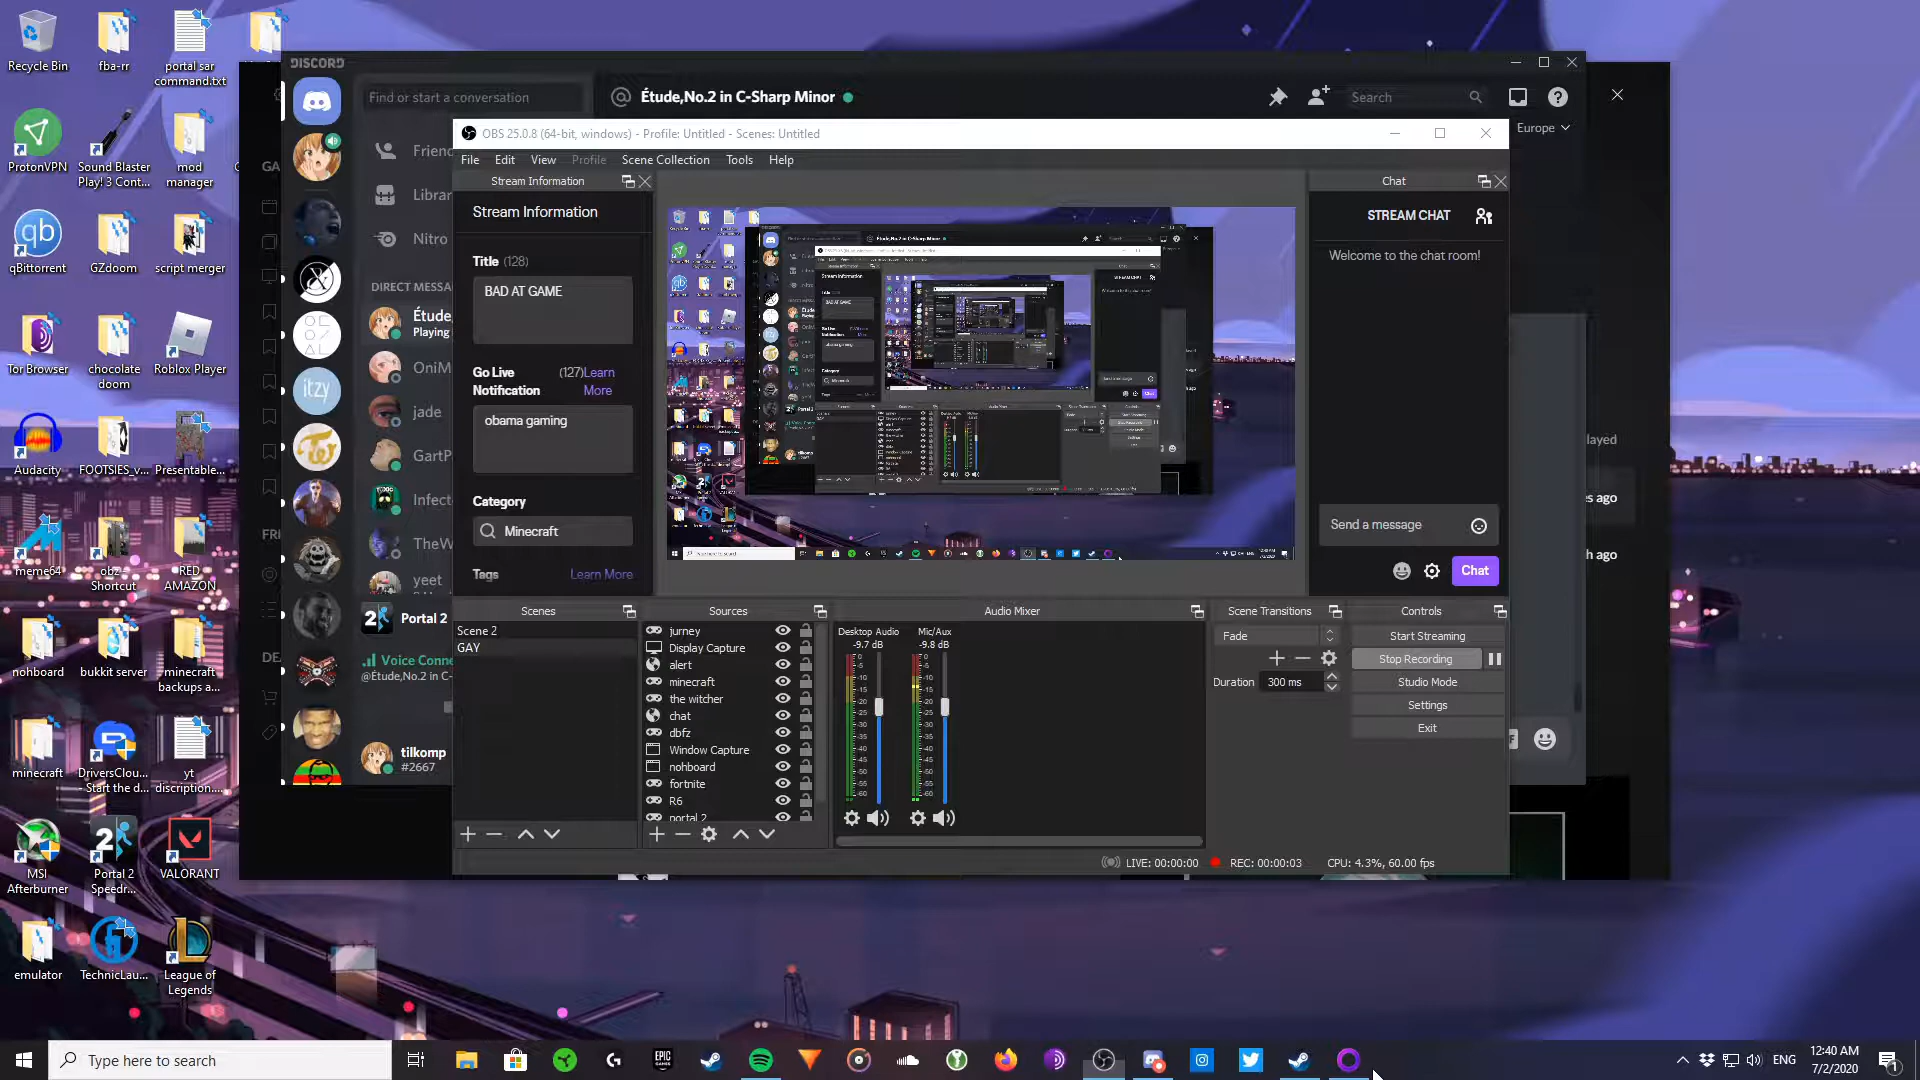 Recycle Bin
fba-rr
portal sar
command.txt
ProtonVPN
Sound Blaster
Play! 3 Cont...
mod
manager
qBittorrent
GZdoom
script merger
Tor Browser
chocolate
doom
Roblox Player
Audacity
FOOTSIES_v...
Presentable...
meme64
obz -
Shortcut
RED
AMAZON
nohboard
bukkit server
minecraft
backups a...
minecraft
DriversClou...
- Start the d...
yt
discription....
MSI
Afterburner
Portal 2
Speedr...
VALORANT
emulator
TechnicLau...
League of
Legends
DISCORD
Find or start a conversation
Étude,No.2 in C-Sharp Minor
Search
Europe
Frien
Librar
Nitro
DIRECT MESSA
Étude,
Playing
OniM
jade
GartP
Infect
TheW
yeet
Portal 2
Voice Conne
@Étude,No.2 in C-
tilkomp
#2667
itzy
OBS 25.0.8 (64-bit, windows) - Profile: Untitled - Scenes: Untitled
File
Edit
View
Profile
Scene Collection
Tools
Help
Stream Information
Stream Information
Title (128)
BAD AT GAME
Go Live
Notification
(127)Learn
More
obama gaming
Category
Minecraft
Tags
Learn More
Chat
STREAM CHAT
Welcome to the chat room!
Send a message
Chat
layed
es ago
h ago
Scenes
Scene 2
GAY
Sources
jurney
Display Capture
alert
minecraft
the witcher
chat
dbfz
Window Capture
nohboard
fortnite
R6
portal 2
Audio Mixer
Desktop Audio
-9.7 dB
Mic/Aux
-9.8 dB
Scene Transitions
Fade
Duration
300 ms
Controls
Start Streaming
Stop Recording
Studio Mode
Settings
Exit
LIVE: 00:00:00
REC: 00:00:03
CPU: 4.3%, 60.00 fps
Type here to search
ENG
12:40 AM
7/2/2020